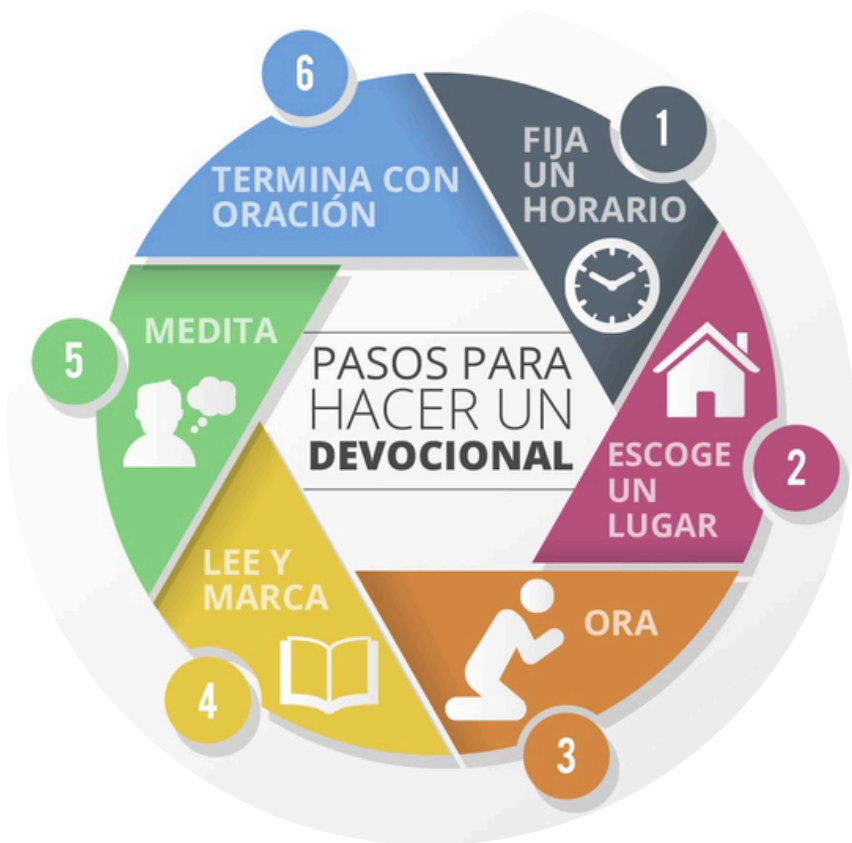 PASOS PARA
HACER UN
DEVOCIONAL
1
FIJA
UN
HORARIO
2
ESCOGE
UN
LUGAR
3
ORA
4
LEE Y
MARCA
5
MEDITA
6
TERMINA CON
ORACIÓN